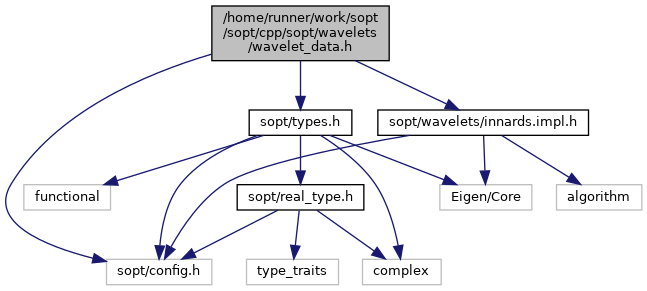 /home/runner/work/sopt
/sopt/cpp/sopt/wavelets
/wavelet_data.h
sopt/types.h
sopt/wavelets/innards.impl.h
functional
sopt/real_type.h
Eigen/Core
algorithm
sopt/config.h
type_traits
complex